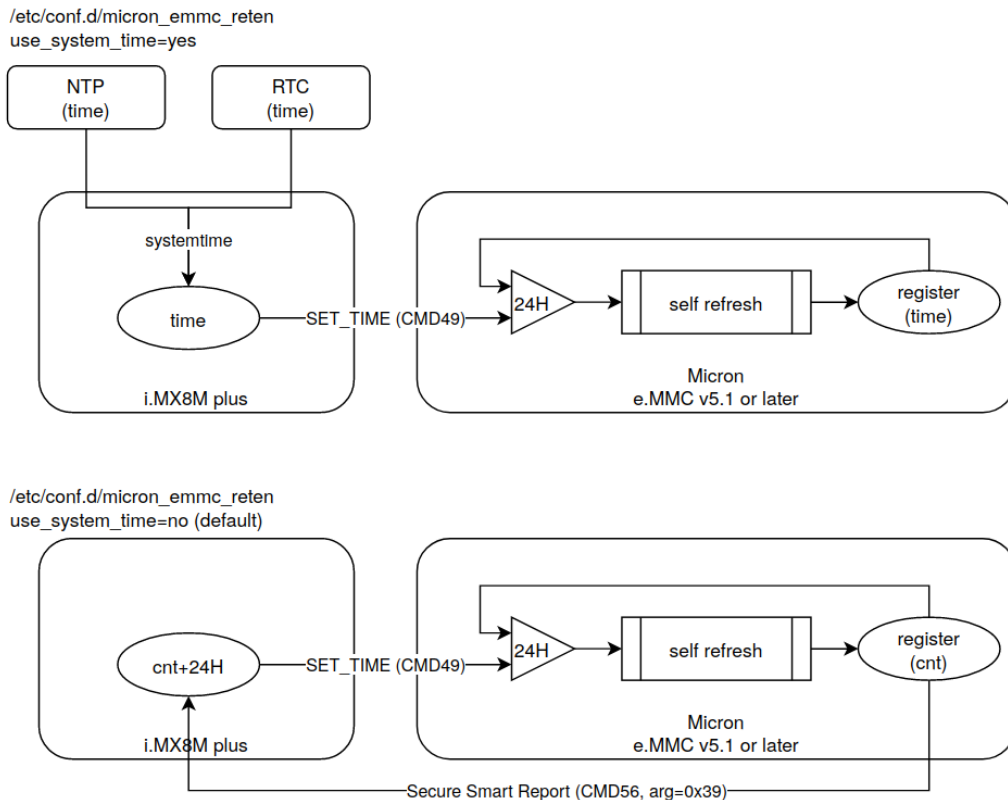 /etc/conf.d/micron_emmc_reten
use_system_time=yes
NTP
(time)
RTC
(time)
systemtime
time
SET_TIME (CMD49)
24H
self refresh
register
(time)
i.MX8M plus
Micron
e.MMC v5.1 or later
/etc/conf.d/micron_emmc_reten
use_system_time=no (default)
cnt+24H
SET_TIME (CMD49)
24H
self refresh
register
(cnt)
i.MX8M plus
Micron
e.MMC v5.1 or later
Secure Smart Report (CMD56, arg=0x39)